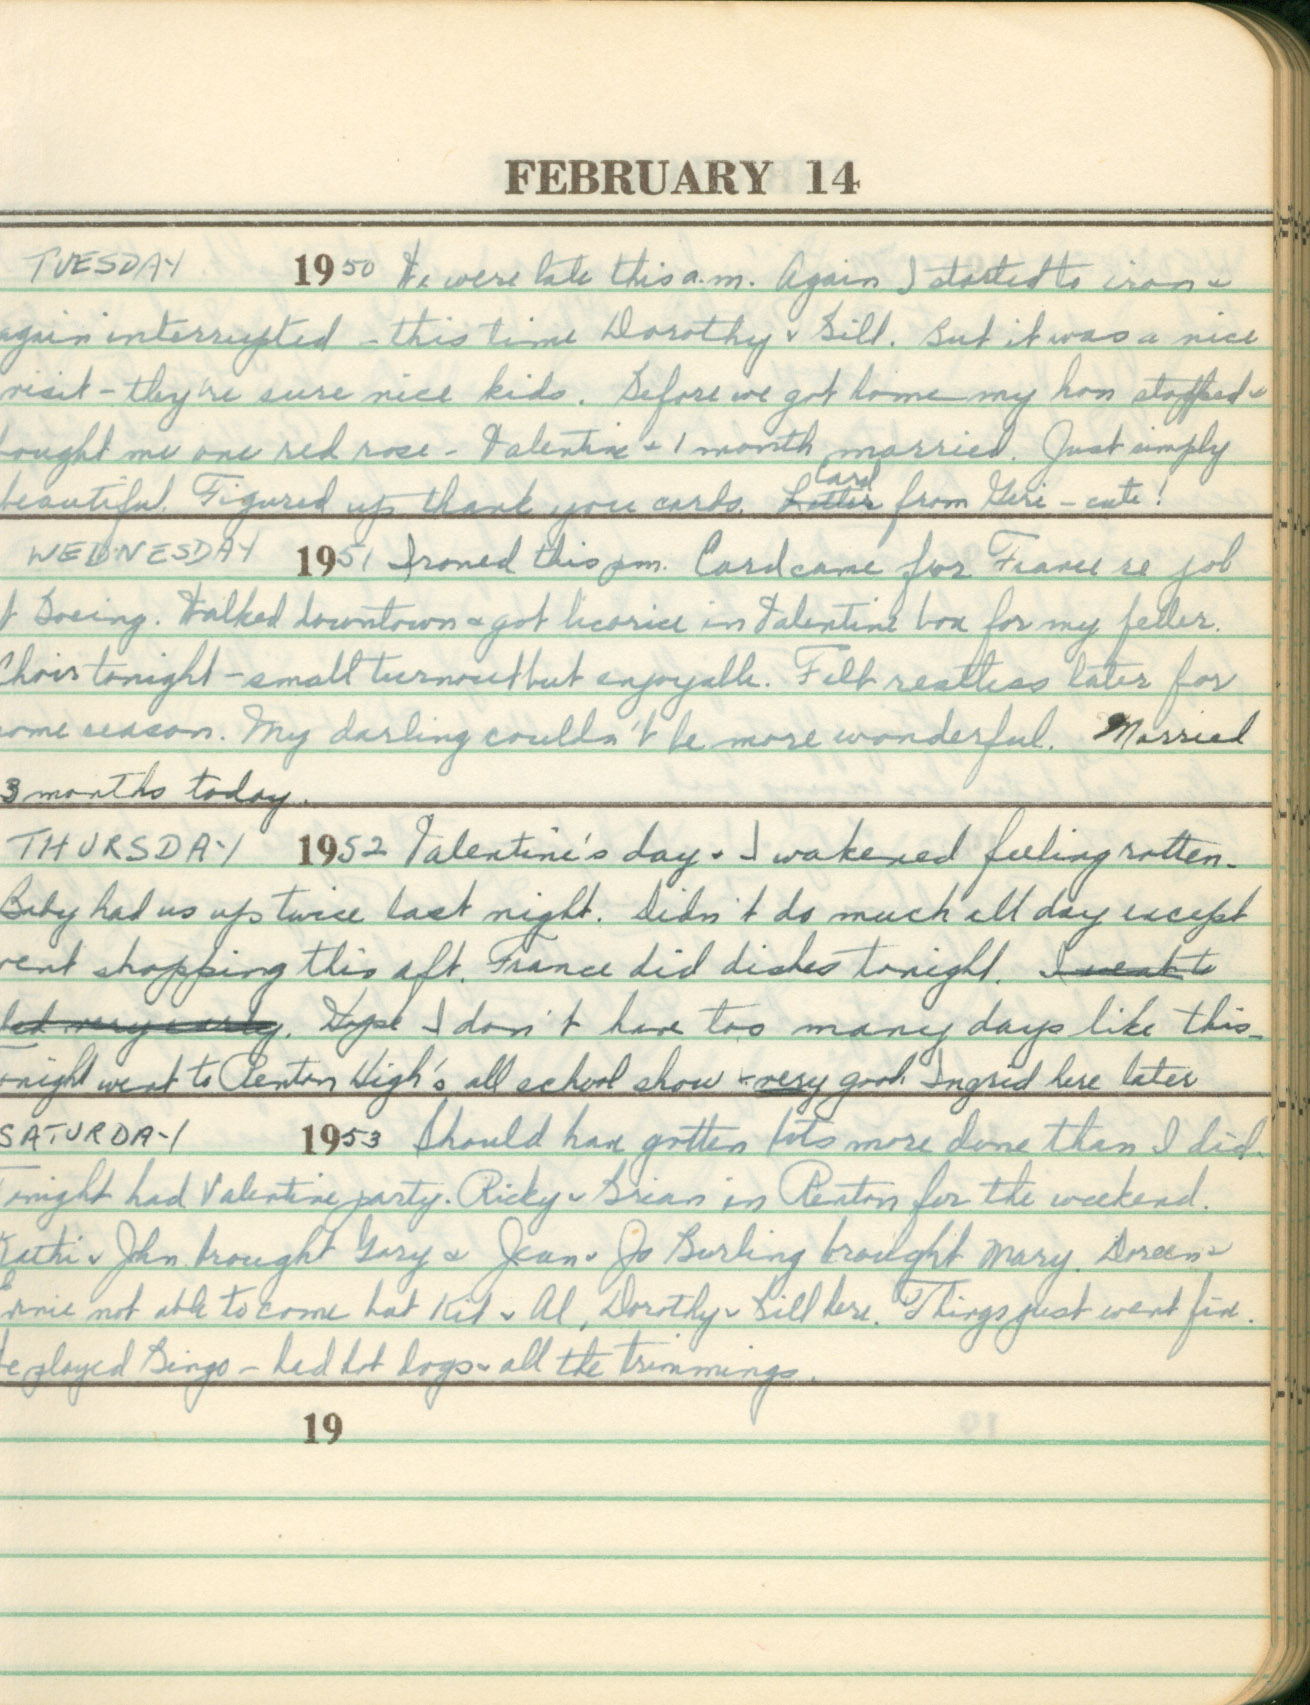 FEBRUARY 14
TUESDAY 1950 We were late this a.m. Again I started to iron &
again interrupted - this time Dorothy & Bill. But it was a nice
visit - they're sure nice kids. Before we got home my hon stopped &
bought me one red rose - Valentine & 1 month married. Just simply
beautiful. Figured up thank you cards. Letter Card from Geri - cute!
WEDNESDAY 1951 Ironed this pm. Card came for France re job
at Boeing. Walked downtown & got licorice in Valentine box for my feller.
Choir tonight - small turnout but enjoyable. Felt restless later for
some reason. My darling couldn't be more wonderful. Married
3 months today.
THURSDAY 1952 Valentine's day & I wakened feeling rotten.
Baby had us up twice last night. Didn't do much all day except
went shopping this aft. France did dishes tonight. I went to
bed very early. Hope I don't have too many days like this -
Tonight went to Renton High's all school show - very good Ingrid here later
SATURDAY 1953 Should have gotten lots more done than I did.
Tonight had Valentine party. Ricky & Brian in Renton for the weekend.
Kathi & John brought Gary & Jean & Jo Burling brought Mary. Doreen &
Ernie not able to come but Kit & Al, Dorothy & Bill here. Things just went fine.
We played Bingo - had hot dogs & all the trimmings.
19